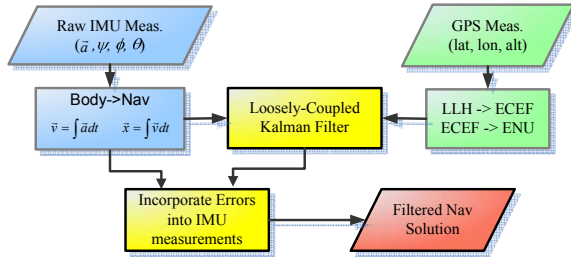 Raw IMU Meas.
(a⃗ , ψ, ϕ, θ)
GPS Meas.
(lat, lon, alt)
Body->Nav
v⃗ = ∫a⃗dt x⃗ = ∫v⃗dt
Loosely-Coupled
Kalman Filter
LLH -> ECEF
ECEF -> ENU
Incorporate Errors
into IMU
measurements
Filtered Nav
Solution